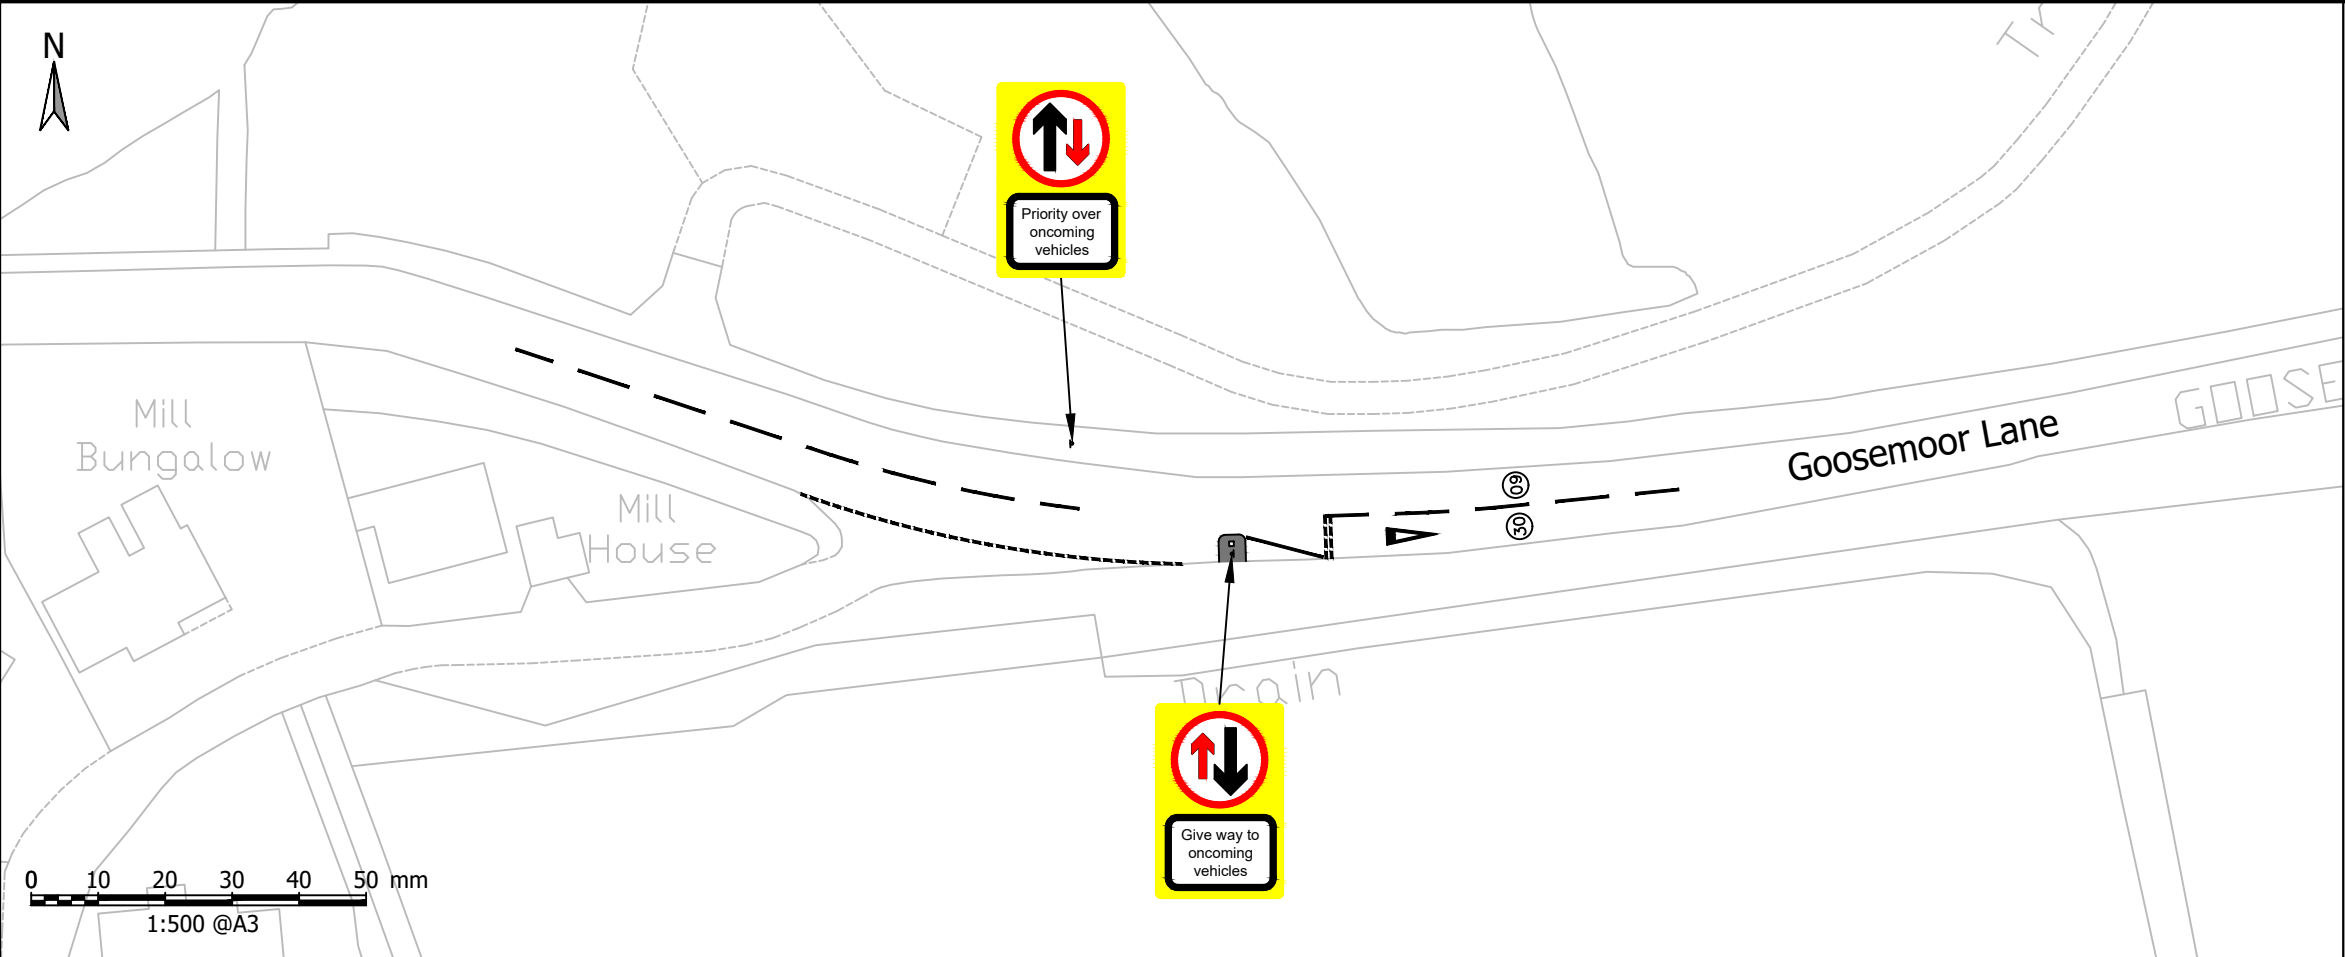 N
Tr
Priority over
oncoming
vehicles
Mill
Bungalow
Mill
House
60
30
Goosemoor Lane
GOOSE
Drain
Give way to
oncoming
vehicles
0 10 20 30 40 50 mm
1:500 @A3